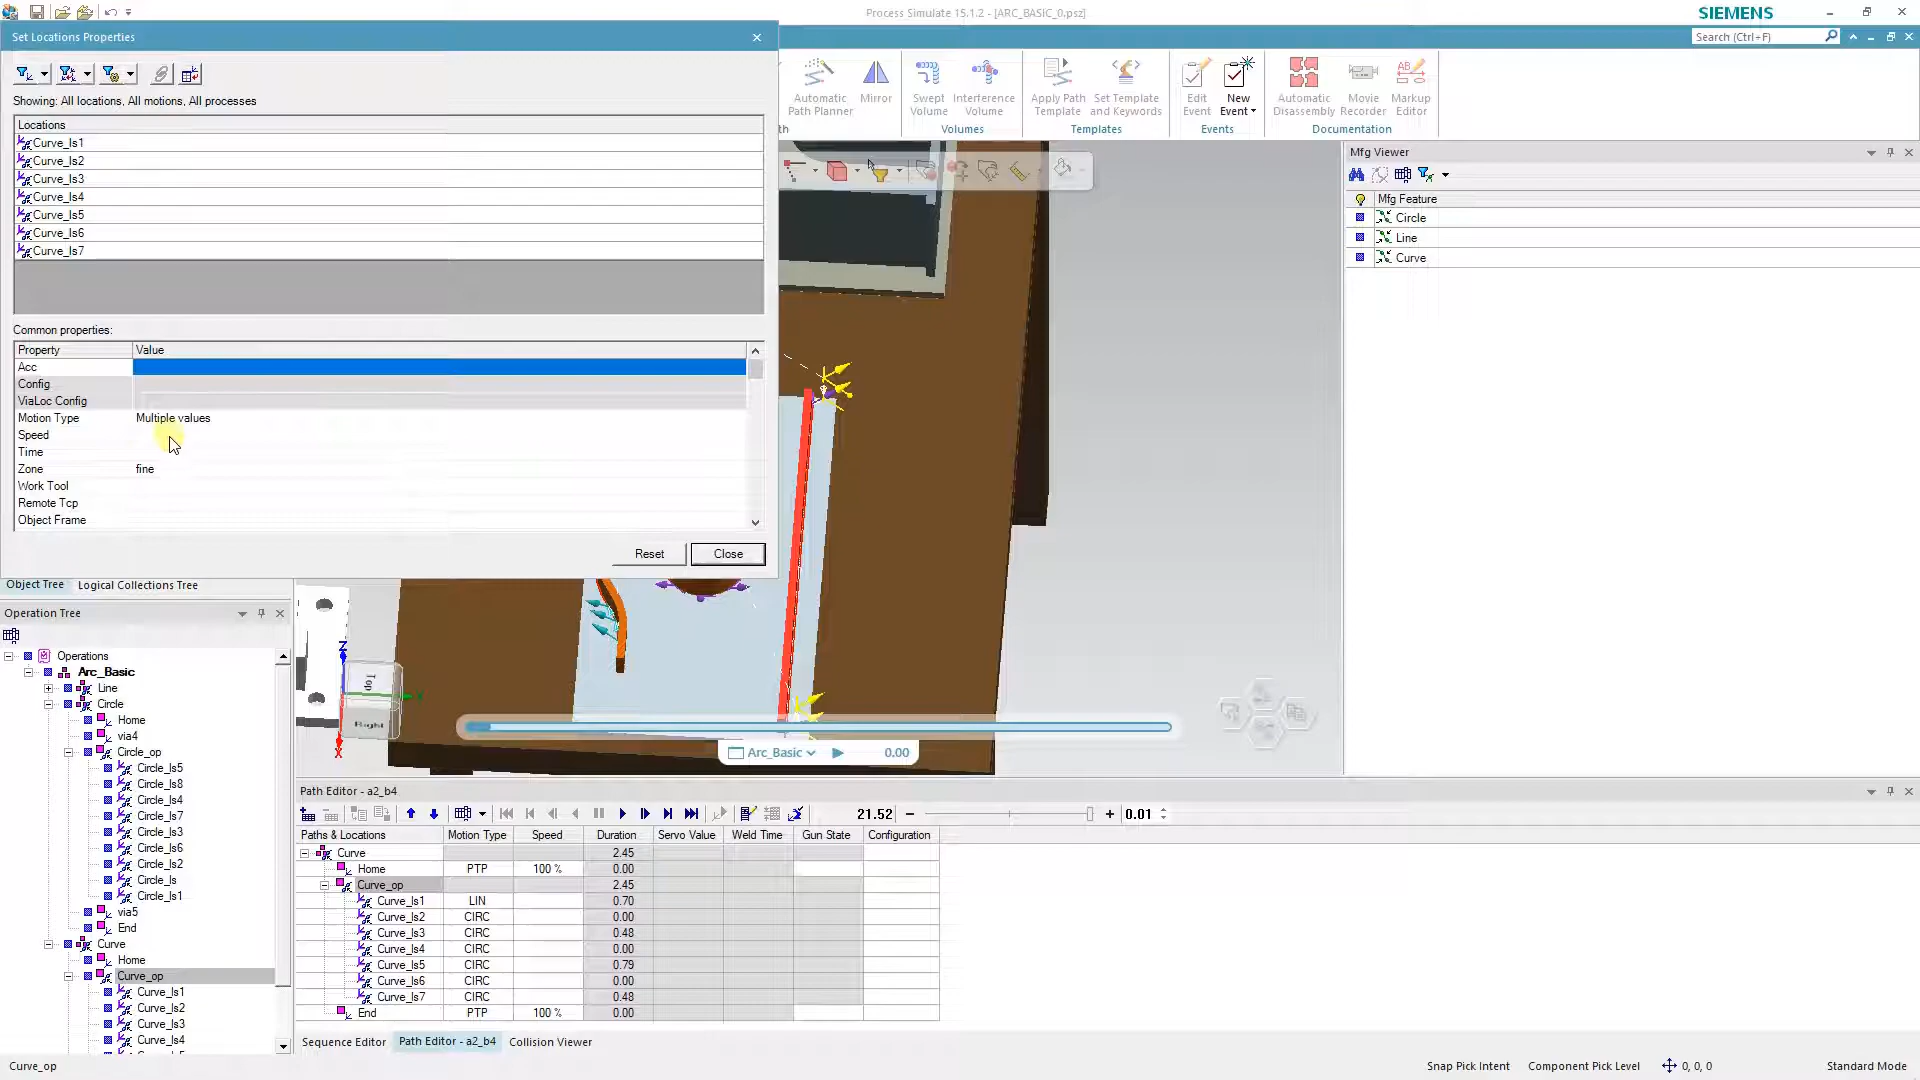 Process Simulate 15.1.2 - [ARC_BASIC_0.psz]
SIEMENS
Set Locations Properties
Search (Ctrl+F)
Showing: All locations, All motions, All processes
Locations
Curve_ls1
Curve_ls2
Curve_ls3
Curve_ls4
Curve_ls5
Curve_ls6
Curve_ls7
Common properties:
Property Value
Acc
Config
ViaLoc Config
Motion Type Multiple values
Speed
Time
Zone fine
Work Tool
Remote Tcp
Object Frame
Reset Close
Automatic Path Planner
Mirror
Swept Volume
Interference Volume
Volumes
Apply Path Template
Set Template and Keywords
Templates
Edit Event
New Event
Events
Automatic Disassembly
Movie Recorder
Markup Editor
AB
Documentation
th
Mfg Viewer
Mfg Feature
Circle
Line
Curve
Object Tree Logical Collections Tree
Operation Tree
Operations
Arc_Basic
Line
Circle
Home
via4
Circle_op
Circle_ls5
Circle_ls8
Circle_ls4
Circle_ls7
Circle_ls3
Circle_ls6
Circle_ls2
Circle_ls
Circle_ls1
via5
End
Curve
Home
Curve_op
Curve_ls1
Curve_ls2
Curve_ls3
Curve_ls4
Z
Top
Right
Y
X
Arc_Basic 0.00
Path Editor - a2_b4
21.52 0.01
Paths & Locations Motion Type Speed Duration Servo Value Weld Time Gun State Configuration
Curve 2.45
Home PTP 100 % 0.00
Curve_op 2.45
Curve_ls1 LIN 0.70
Curve_ls2 CIRC 0.00
Curve_ls3 CIRC 0.48
Curve_ls4 CIRC 0.00
Curve_ls5 CIRC 0.79
Curve_ls6 CIRC 0.00
Curve_ls7 CIRC 0.48
End PTP 100 % 0.00
Sequence Editor Path Editor - a2_b4 Collision Viewer
Curve_op
Snap Pick Intent Component Pick Level 0, 0, 0 Standard Mode